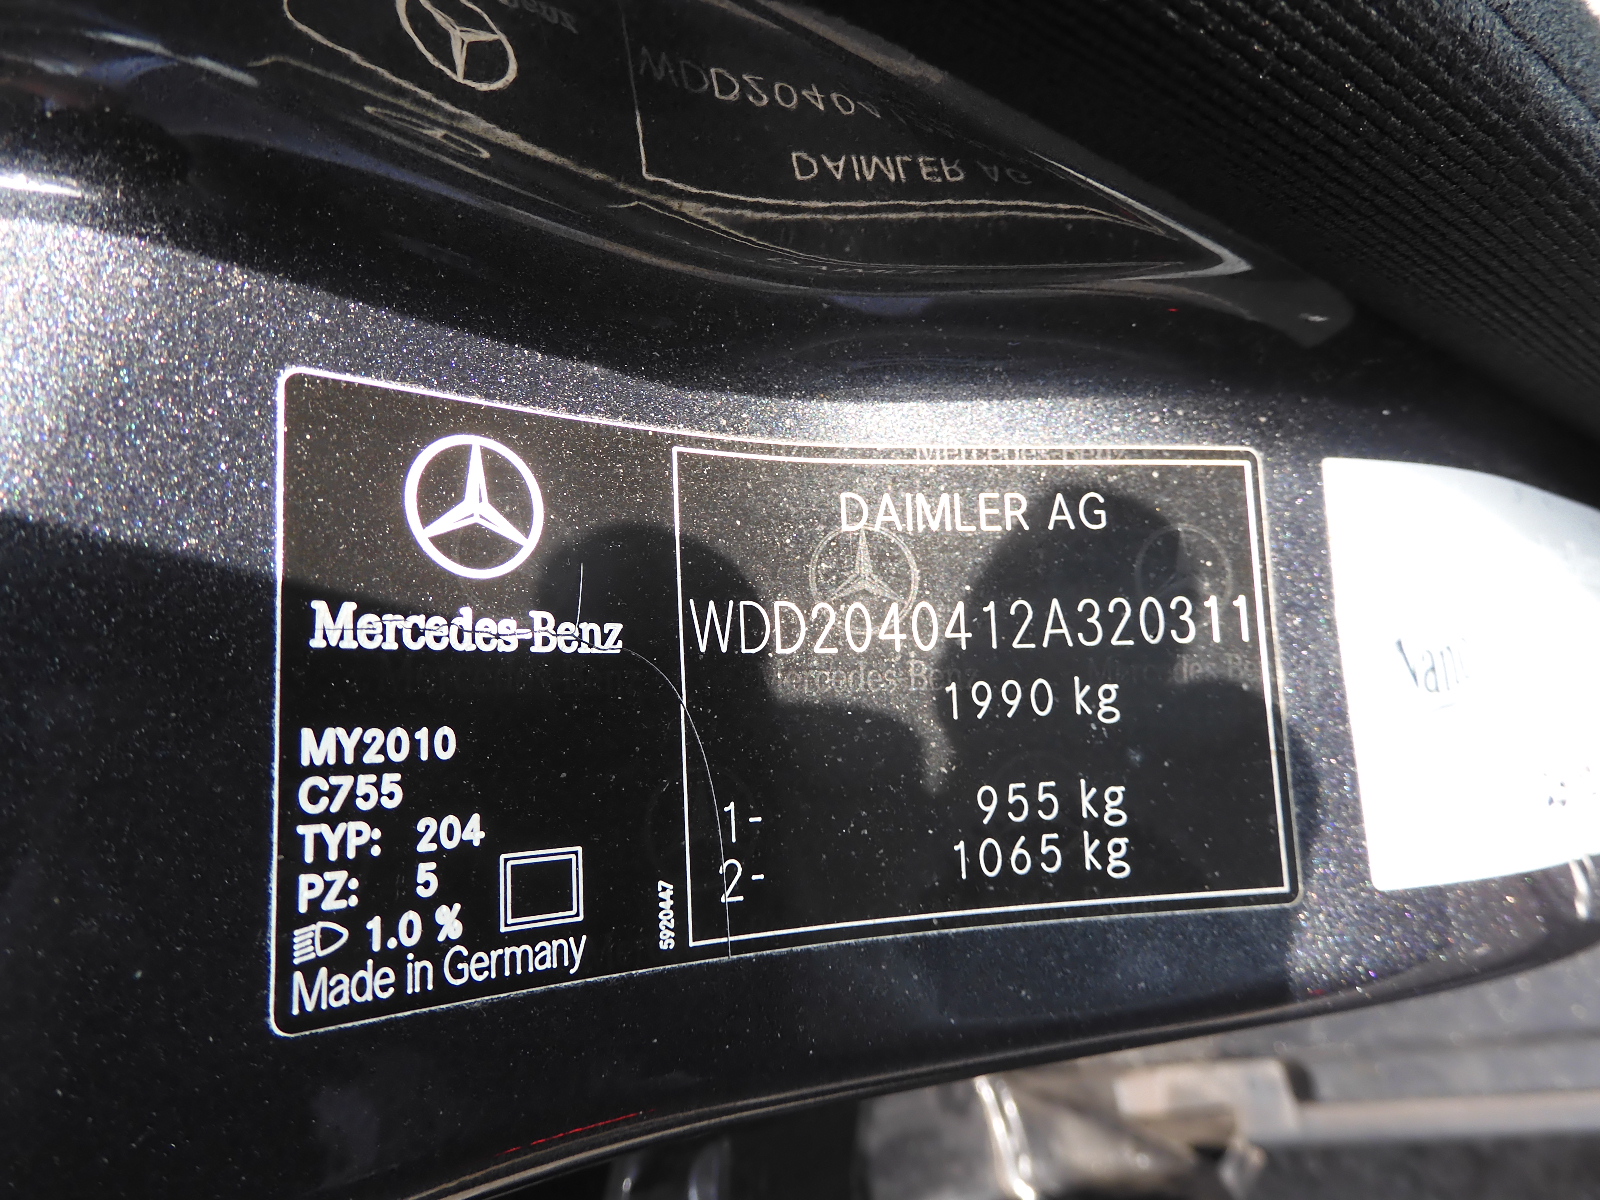 DAIMLER AG
Mercedes-Benz
WDD2040412A320311
1990 kg
MY2010
C755
TYP: 204
PZ: 5
1.0 %
Made in Germany
5920447
1- 955 kg
2- 1065 kg